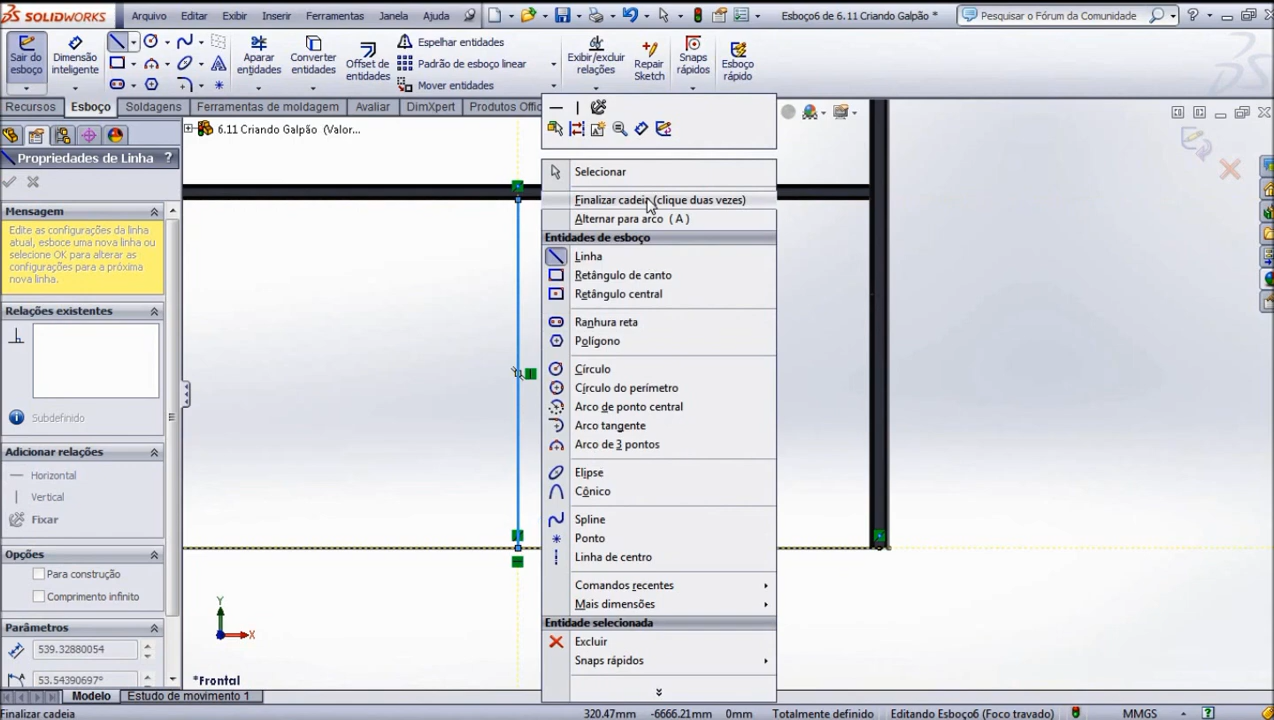 SOLIDWORKS
Arquivo Editar Exibir Inserir Ferramentas Janela Ajuda
Esboço6 de 6.11 Criando Galpão *
Pesquisar o Fórum da Comunidade
Sair do esboço
Dimensão inteligente
Aparar entidades
Converter entidades
Offset de entidades
Espelhar entidades
Padrão de esboço linear
Mover entidades
Exibir/excluir relações
Repair Sketch
Snaps rápidos
Esboço rápido
Recursos Esboço Soldagens Ferramentas de moldagem Avaliar DimXpert Produtos Offi
6.11 Criando Galpão (Valor...
Propriedades de Linha ?
Mensagem
Edite as configurações da linha
atual, esboce uma nova linha ou
selecione OK para alterar as
configurações para a próxima
nova linha.
Relações existentes
Subdefinido
Adicionar relações
Horizontal
Vertical
Fixar
Opções
Para construção
Comprimento infinito
Parâmetros
539.32880054
53.54390697°
Selecionar
Finalizar cadeia (clique duas vezes)
Alternar para arco ( A )
Entidades de esboço
Linha
Retângulo de canto
Retângulo central
Ranhura reta
Polígono
Círculo
Círculo do perímetro
Arco de ponto central
Arco tangente
Arco de 3 pontos
Elipse
Cônico
Spline
Ponto
Linha de centro
Comandos recentes
Mais dimensões
Entidade selecionada
Excluir
Snaps rápidos
Y
X
*Frontal
Modelo Estudo de movimento 1
Finalizar cadeia
320.47mm -6666.21mm 0mm Totalmente definido Editando Esboço6 (Foco travado) MMGS